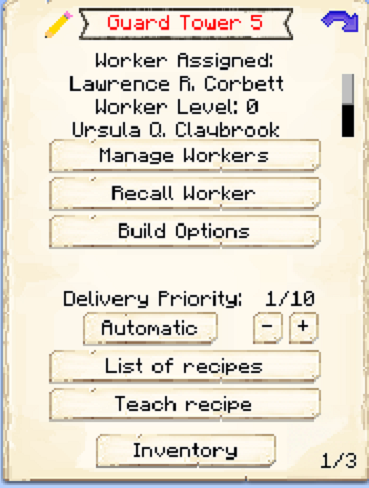 Guard Tower 5
Worker Assigned:
Lawrence R. Corbett
Worker Level: 0
Ursula Q. Claybrook
Manage Workers
Recall Worker
Build Options
Delivery Priority: 1/10
Automatic - +
List of recipes
Teach recipe
Inventory
1/3